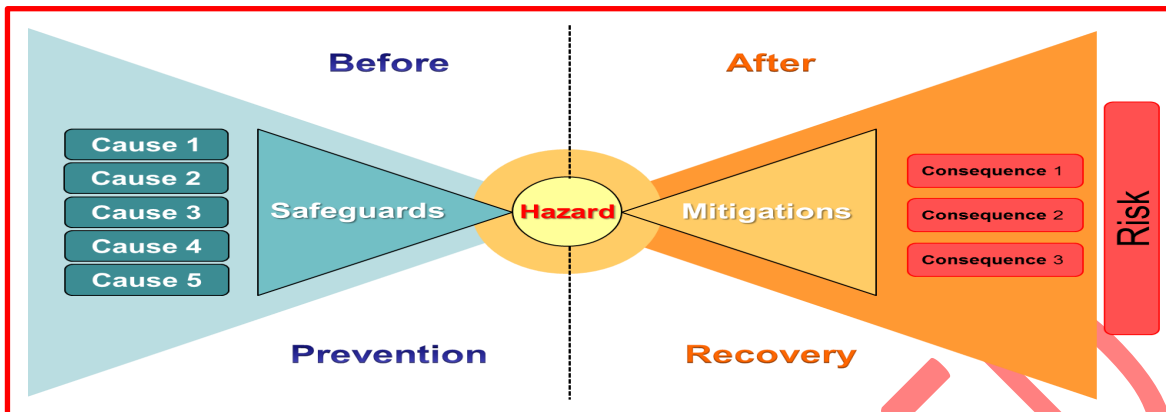 Before
After
Cause 1
Cause 2
Cause 3
Cause 4
Cause 5
Safeguards
Hazard
Mitigations
Consequence 1
Consequence 2
Consequence 3
Risk
Prevention
Recovery